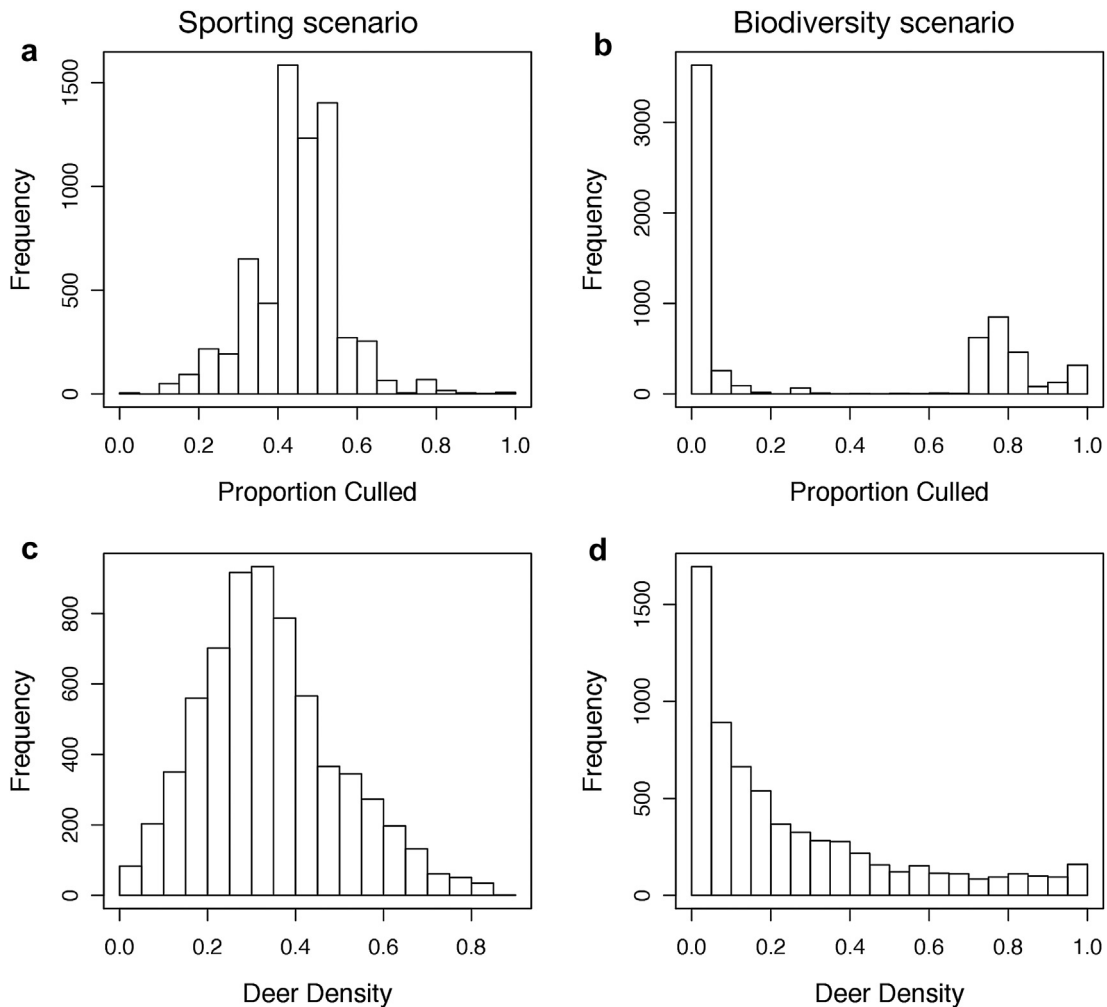 Sporting scenario
Biodiversity scenario
a
b
Frequency
0
500
1000
1500
0.0 0.2 0.4 0.6 0.8 1.0
Proportion Culled
Frequency
0
1000
2000
3000
0.0 0.2 0.4 0.6 0.8 1.0
Proportion Culled
c
d
Frequency
0
200
400
600
800
0.0 0.2 0.4 0.6 0.8
Deer Density
Frequency
0
500
1000
1500
0.0 0.2 0.4 0.6 0.8 1.0
Deer Density